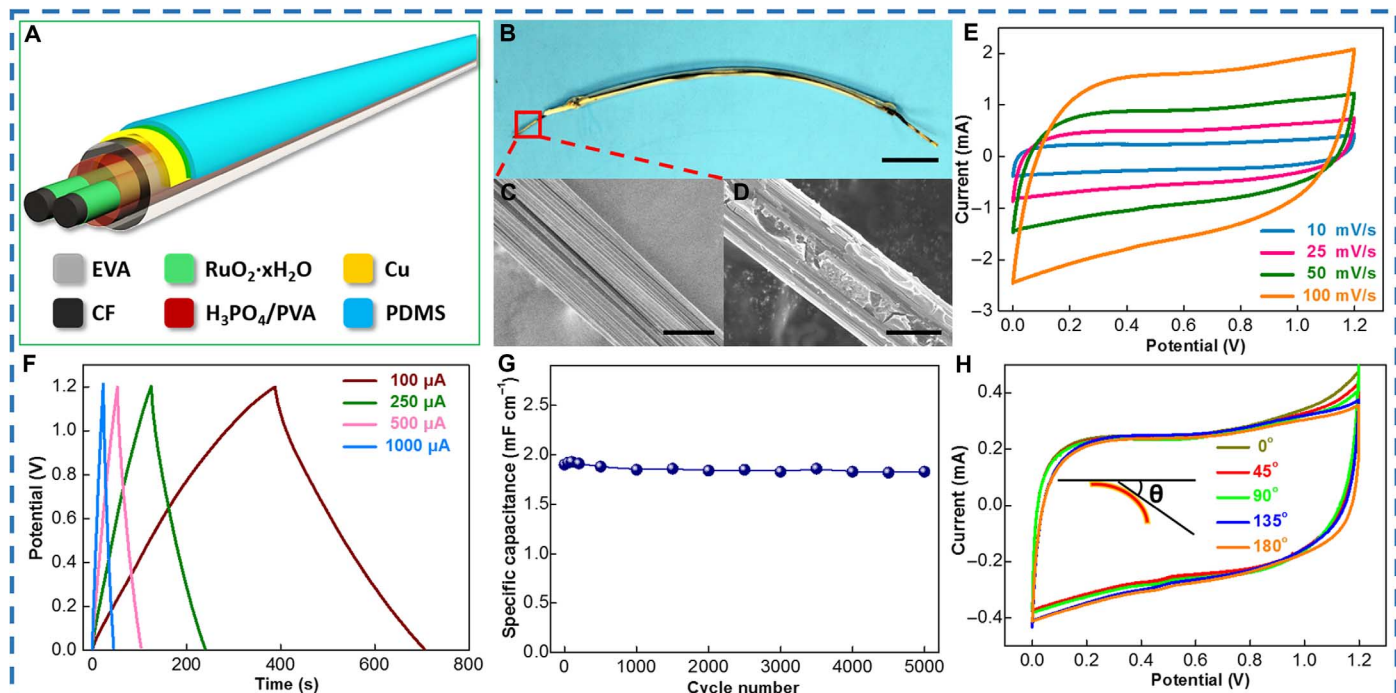 A
EVA
RuO₂·xH₂O
Cu
CF
H₃PO₄/PVA
PDMS
B
C
D
E
2
1
0
−1
−2
−3
Current (mA)
10 mV/s
25 mV/s
50 mV/s
100 mV/s
0.0 0.2 0.4 0.6 0.8 1.0 1.2
Potential (V)
F
1.2
1.0
0.8
0.6
0.4
0.2
0.0
Potential (V)
100 μA
250 μA
500 μA
1000 μA
0 200 400 600 800
Time (s)
G
2.5
2.0
1.5
1.0
0.5
0.0
Specific capacitance (mF cm⁻¹)
0 1000 2000 3000 4000 5000
Cycle number
H
0.4
0.2
0.0
−0.2
−0.4
Current (mA)
θ
0°
45°
90°
135°
180°
0.0 0.2 0.4 0.6 0.8 1.0 1.2
Potential (V)